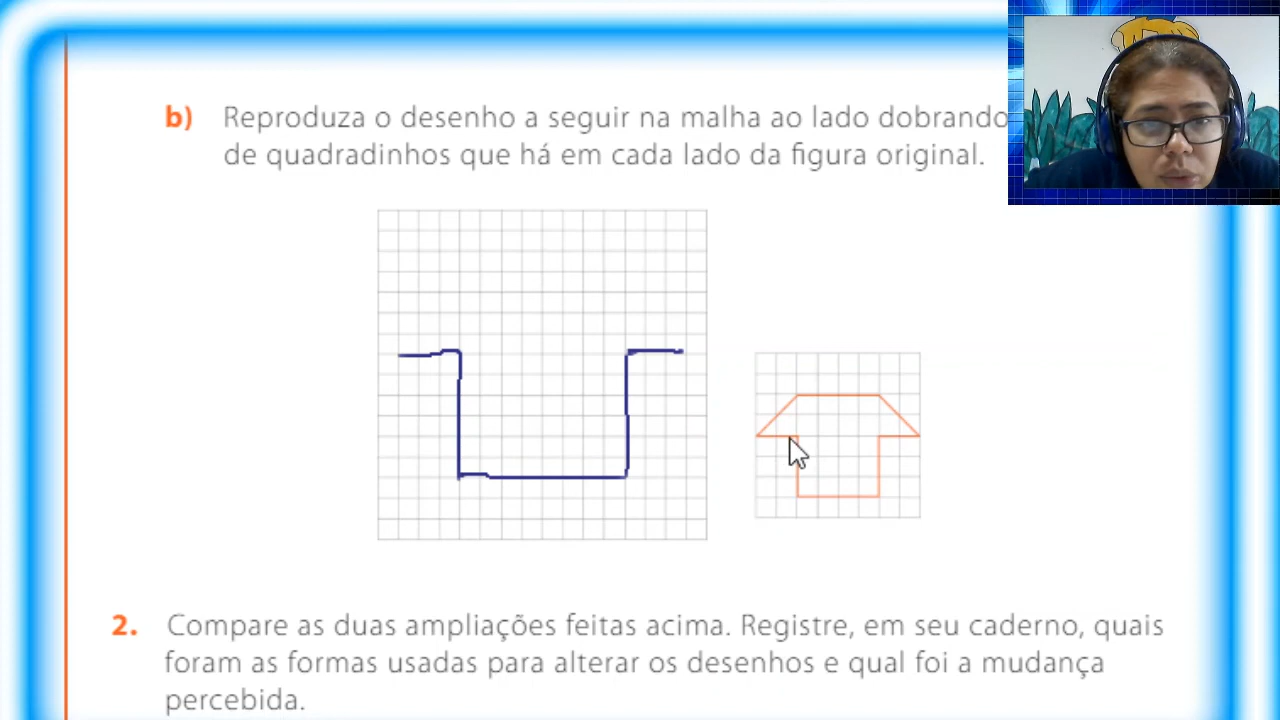 b) Reproduza o desenho a seguir na malha ao lado dobrando
de quadradinhos que há em cada lado da figura original.
2. Compare as duas ampliações feitas acima. Registre, em seu caderno, quais
foram as formas usadas para alterar os desenhos e qual foi a mudança
percebida.